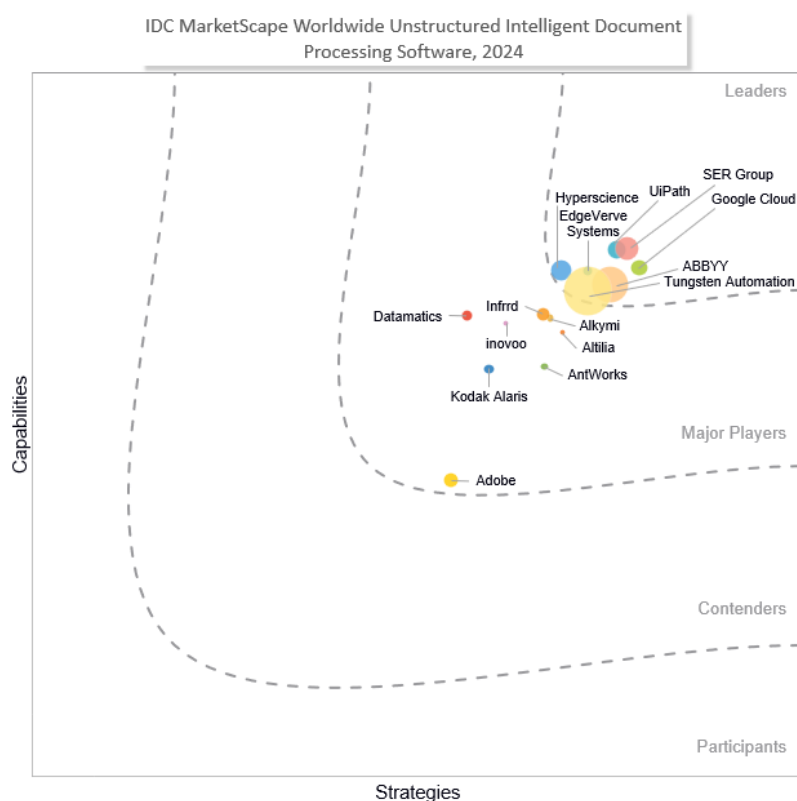 IDC MarketScape Worldwide Unstructured Intelligent Document
Processing Software, 2024
Leaders
SER Group
UiPath
Hyperscience
Google Cloud
EdgeVerve
Systems
ABBYY
Tungsten Automation
Infrrd
Datamatics
Alkymi
inovoo
Altilia
AntWorks
Kodak Alaris
Capabilities
Major Players
Adobe
Contenders
Participants
Strategies